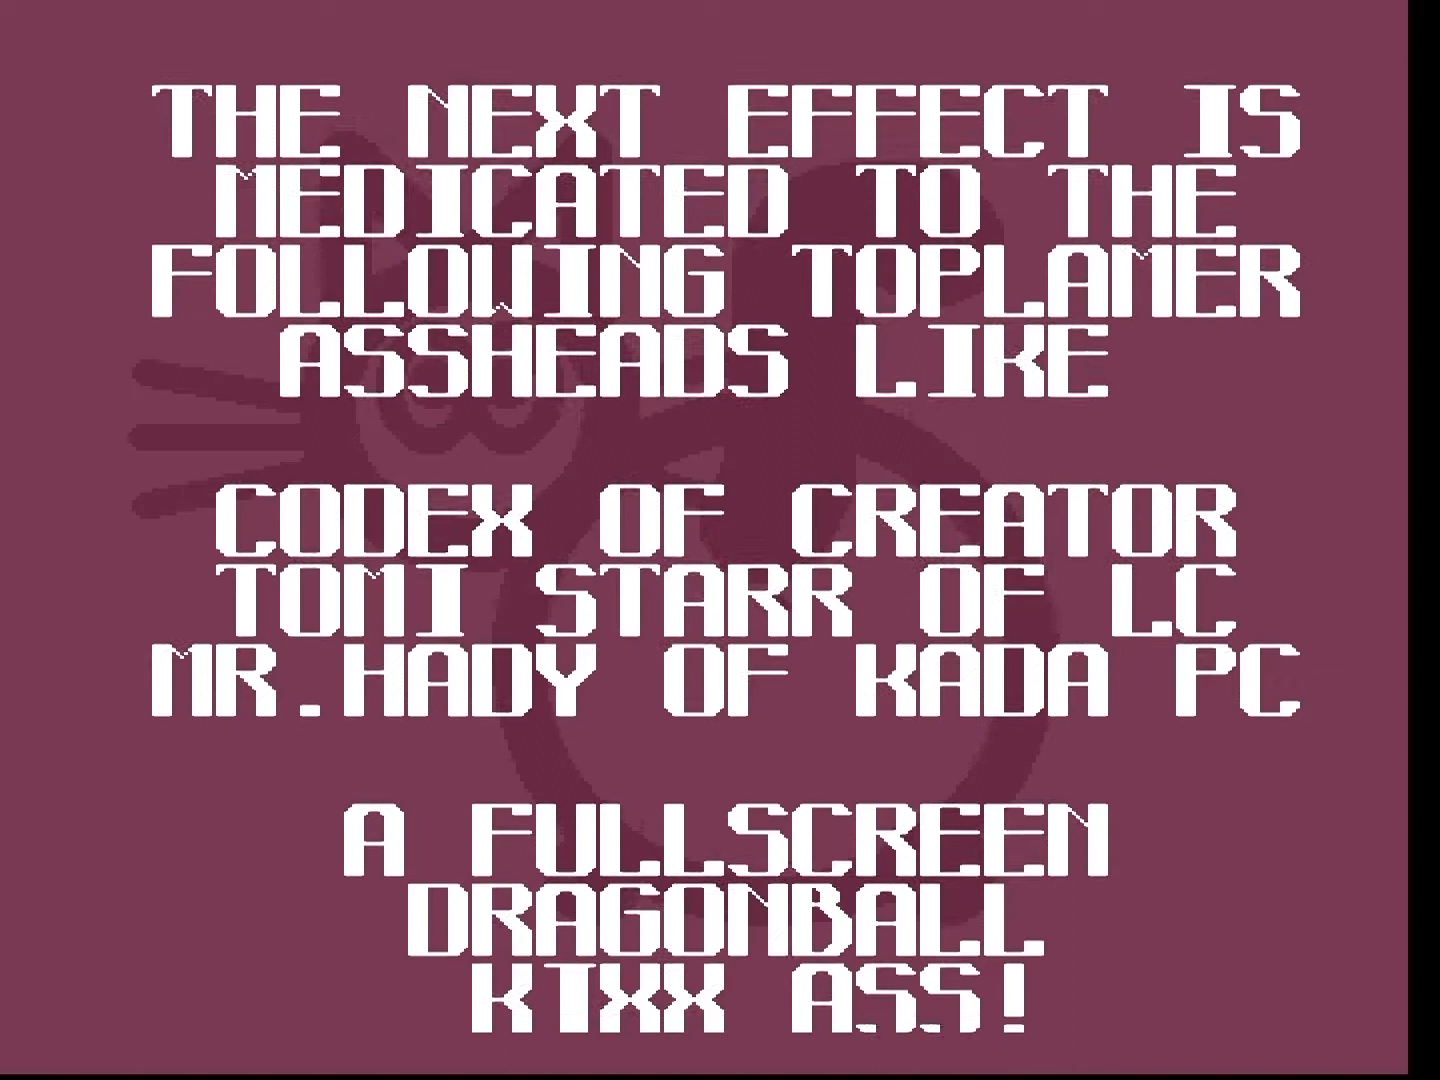 THE NEXT EFFECT IS
MEDICATED TO THE
FOLLOWING TOPLAMER
ASSHEADS LIKE
CODEX OF CREATOR
TOMI STARR OF LC
MR.HADY OF KADA PC
A FULLSCREEN
DRAGONBALL
KIXX ASS!